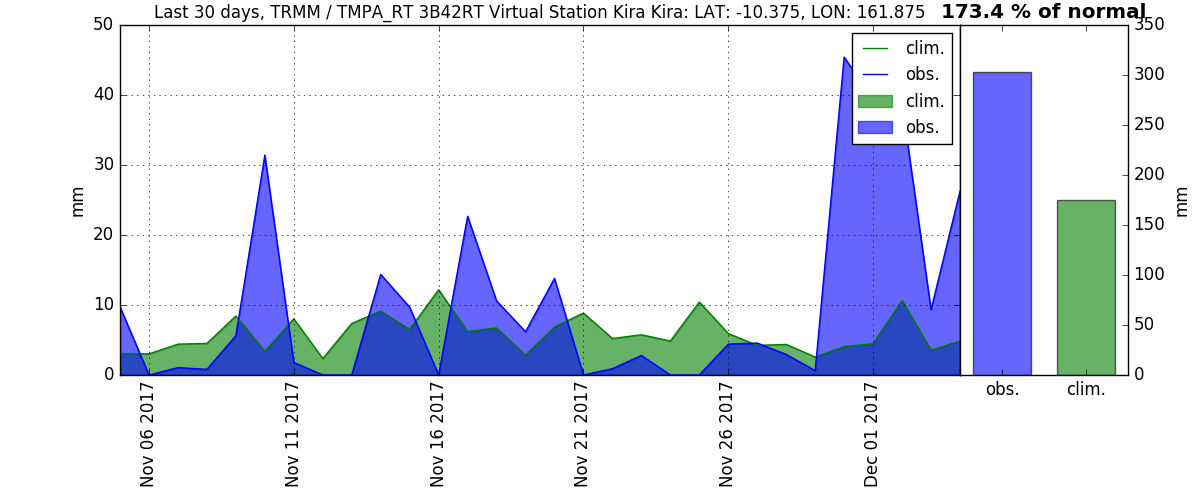 Last 30 days, TRMM / TMPA_RT 3B42RT Virtual Station Kira Kira: LAT: -10.375, LON: 161.875 173.4 % of normal
50
40
30
20
10
0
mm
clim.
obs.
clim.
obs.
350
300
250
200
150
100
50
0
mm
obs.
clim.
Nov 06 2017
Nov 11 2017
Nov 16 2017
Nov 21 2017
Nov 26 2017
Dec 01 2017